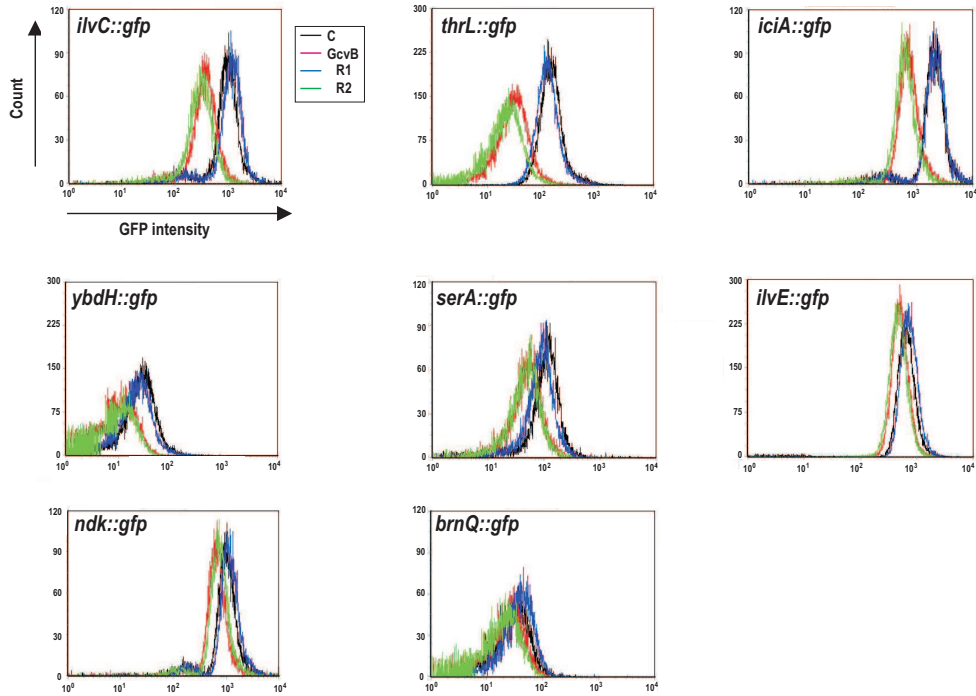 ilvC::gfp
120
90
60
30
0
10⁰ 10¹ 10² 10³ 10⁴
Count
GFP intensity
C
GcvB
R1
R2
thrL::gfp
300
225
150
75
0
10⁰ 10¹ 10² 10³ 10⁴
iciA::gfp
120
90
60
30
0
10⁰ 10¹ 10² 10³ 10⁴
ybdH::gfp
300
225
150
75
0
10⁰ 10¹ 10² 10³ 10⁴
serA::gfp
120
90
60
30
0
10⁰ 10¹ 10² 10³ 10⁴
ilvE::gfp
300
225
150
75
0
10⁰ 10¹ 10² 10³ 10⁴
ndk::gfp
120
90
60
30
0
10⁰ 10¹ 10² 10³ 10⁴
brnQ::gfp
120
90
60
30
0
10⁰ 10¹ 10² 10³ 10⁴